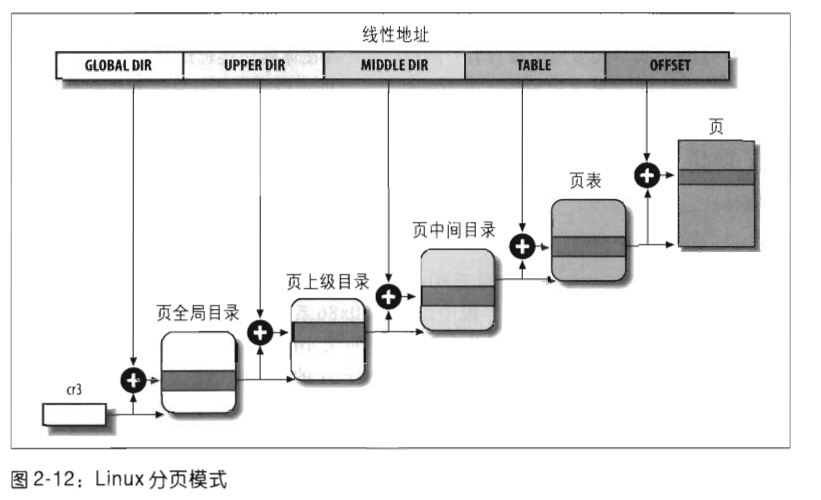 线性地址
GLOBAL DIR UPPER DIR MIDDLE DIR TABLE OFFSET
页
页表
页中间目录
页上级目录
页全局目录
cr3
图 2-12：Linux 分页模式